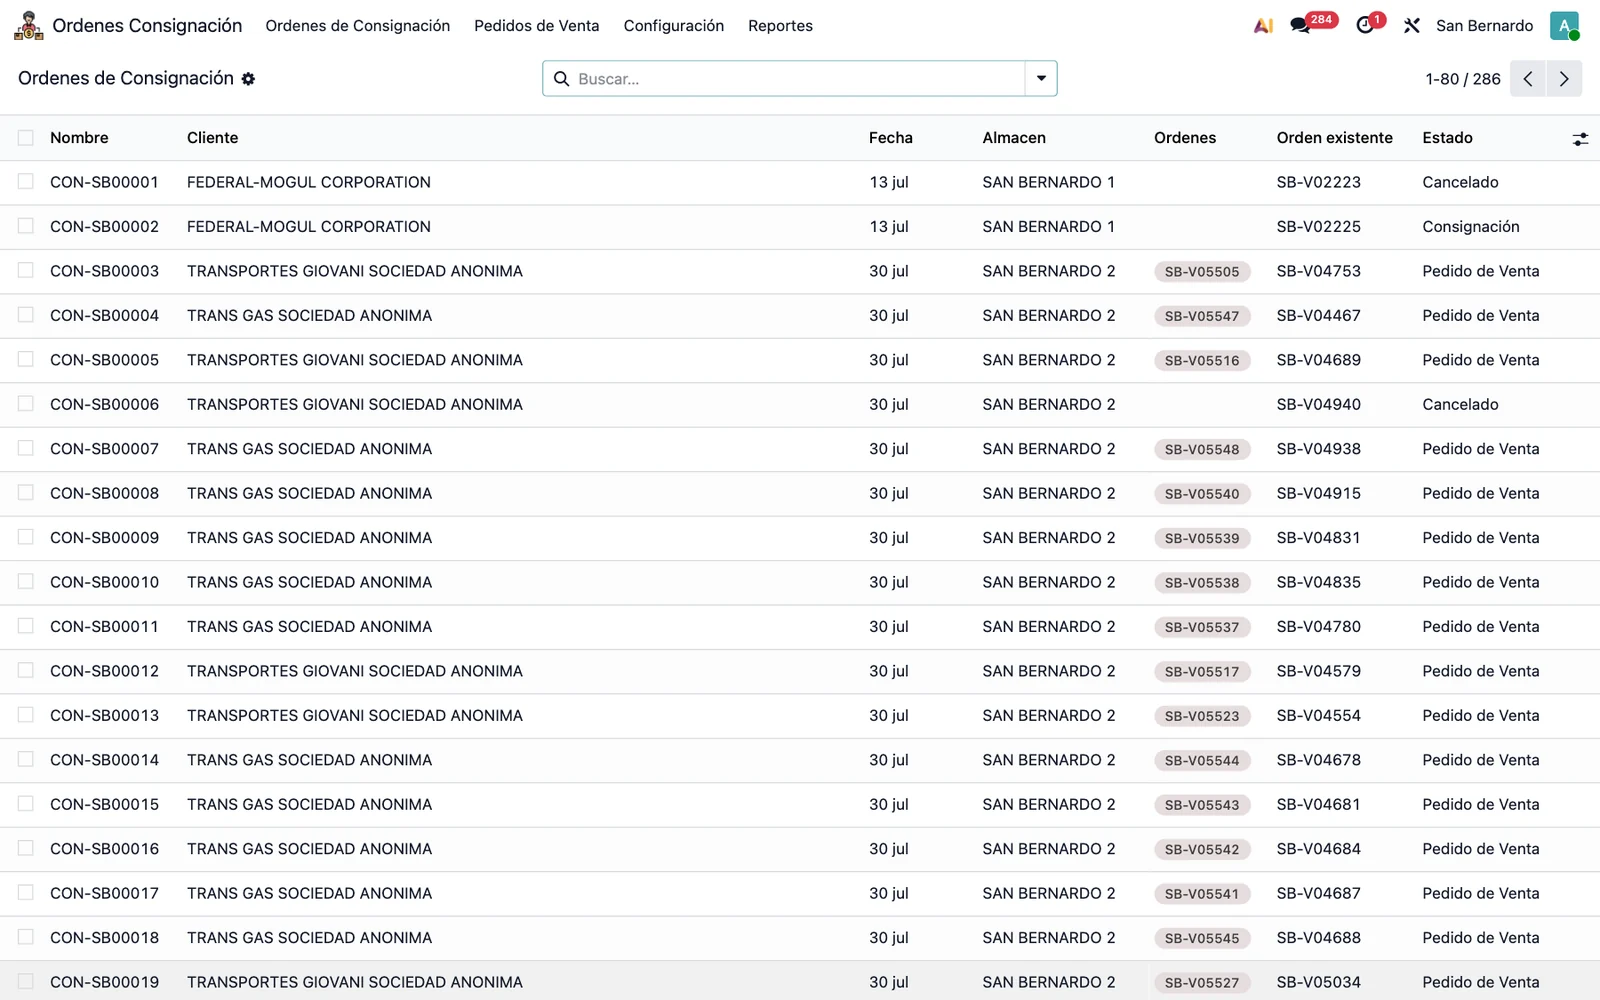 Ordenes Consignación Ordenes de Consignación Pedidos de Venta Configuración Reportes AI 284 1 San Bernardo A
Ordenes de Consignación Buscar... 1-80 / 286
Nombre Cliente Fecha Almacen Ordenes Orden existente Estado
CON-SB00001 FEDERAL-MOGUL CORPORATION 13 jul SAN BERNARDO 1 SB-V02223 Cancelado
CON-SB00002 FEDERAL-MOGUL CORPORATION 13 jul SAN BERNARDO 1 SB-V02225 Consignación
CON-SB00003 TRANSPORTES GIOVANI SOCIEDAD ANONIMA 30 jul SAN BERNARDO 2 SB-V05505 SB-V04753 Pedido de Venta
CON-SB00004 TRANS GAS SOCIEDAD ANONIMA 30 jul SAN BERNARDO 2 SB-V05547 SB-V04467 Pedido de Venta
CON-SB00005 TRANSPORTES GIOVANI SOCIEDAD ANONIMA 30 jul SAN BERNARDO 2 SB-V05516 SB-V04689 Pedido de Venta
CON-SB00006 TRANSPORTES GIOVANI SOCIEDAD ANONIMA 30 jul SAN BERNARDO 2 SB-V04940 Cancelado
CON-SB00007 TRANS GAS SOCIEDAD ANONIMA 30 jul SAN BERNARDO 2 SB-V05548 SB-V04938 Pedido de Venta
CON-SB00008 TRANS GAS SOCIEDAD ANONIMA 30 jul SAN BERNARDO 2 SB-V05540 SB-V04915 Pedido de Venta
CON-SB00009 TRANS GAS SOCIEDAD ANONIMA 30 jul SAN BERNARDO 2 SB-V05539 SB-V04831 Pedido de Venta
CON-SB00010 TRANS GAS SOCIEDAD ANONIMA 30 jul SAN BERNARDO 2 SB-V05538 SB-V04835 Pedido de Venta
CON-SB00011 TRANS GAS SOCIEDAD ANONIMA 30 jul SAN BERNARDO 2 SB-V05537 SB-V04780 Pedido de Venta
CON-SB00012 TRANSPORTES GIOVANI SOCIEDAD ANONIMA 30 jul SAN BERNARDO 2 SB-V05517 SB-V04579 Pedido de Venta
CON-SB00013 TRANSPORTES GIOVANI SOCIEDAD ANONIMA 30 jul SAN BERNARDO 2 SB-V05523 SB-V04554 Pedido de Venta
CON-SB00014 TRANS GAS SOCIEDAD ANONIMA 30 jul SAN BERNARDO 2 SB-V05544 SB-V04678 Pedido de Venta
CON-SB00015 TRANS GAS SOCIEDAD ANONIMA 30 jul SAN BERNARDO 2 SB-V05543 SB-V04681 Pedido de Venta
CON-SB00016 TRANS GAS SOCIEDAD ANONIMA 30 jul SAN BERNARDO 2 SB-V05542 SB-V04684 Pedido de Venta
CON-SB00017 TRANS GAS SOCIEDAD ANONIMA 30 jul SAN BERNARDO 2 SB-V05541 SB-V04687 Pedido de Venta
CON-SB00018 TRANS GAS SOCIEDAD ANONIMA 30 jul SAN BERNARDO 2 SB-V05545 SB-V04688 Pedido de Venta
CON-SB00019 TRANSPORTES GIOVANI SOCIEDAD ANONIMA 30 jul SAN BERNARDO 2 SB-V05527 SB-V05034 Pedido de Venta